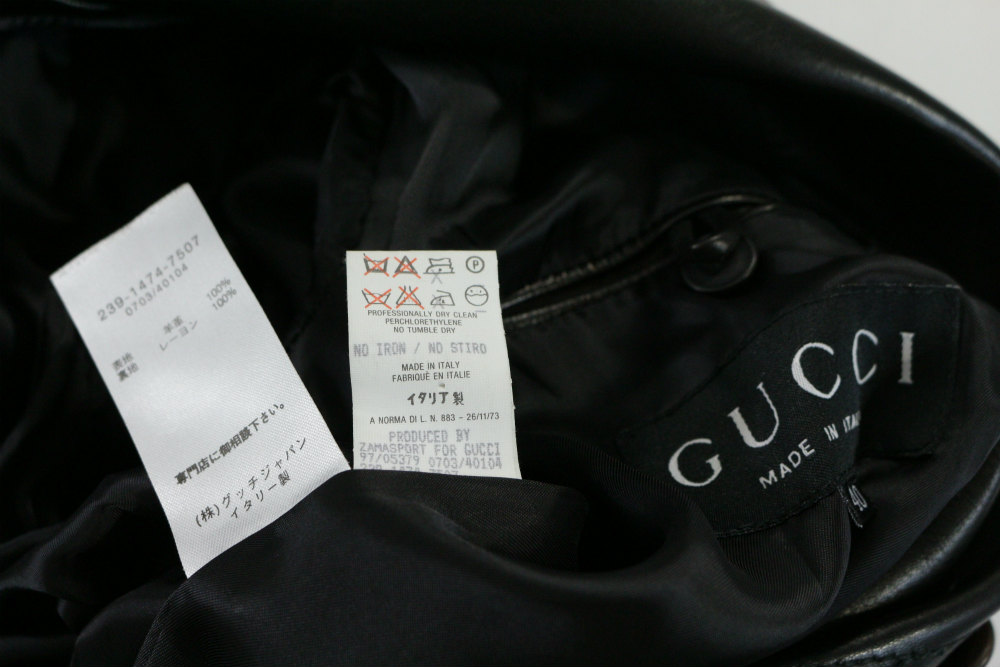 239-1474-7507
0703/40104
表地 羊革 100%
裏地 レーヨン 100%
専門店に御相談下さい。
(株)グッチジャパン
イタリー製
P
PROFESSIONALLY DRY CLEAN
PERCHLORETHYLENE
NO TUMBLE DRY
NO IRON / NO STIRO
MADE IN ITALY
FABRIQUÉ EN ITALIE
イタリア製
A NORMA DI L. N. 883 - 26/11/73
PRODUCED BY
ZAMASPORT FOR GUCCI
97/05379 0703/40104
GUCCI
MADE IN ITALY
40